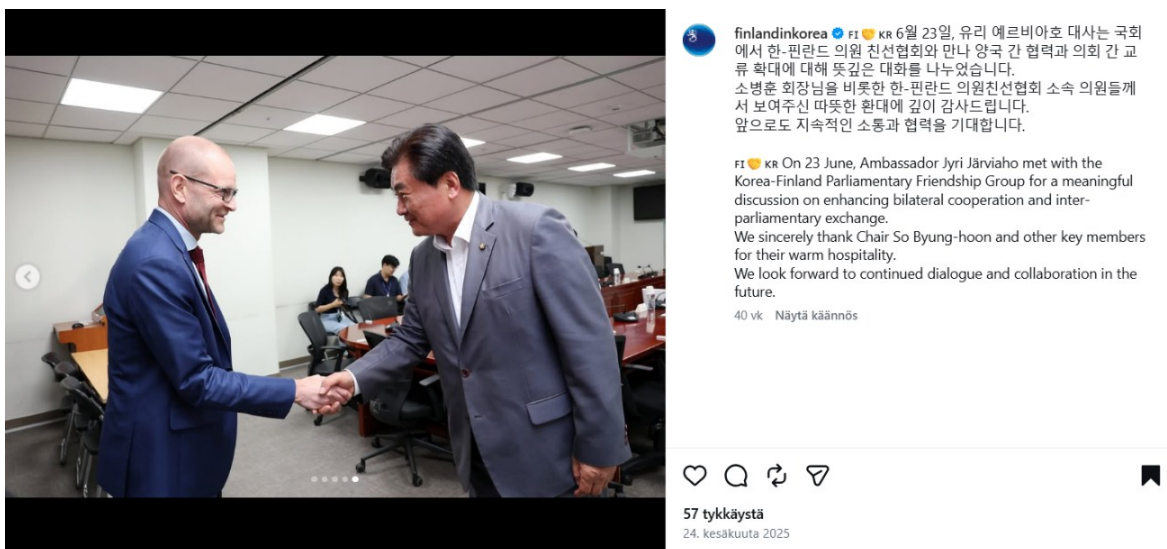 finlandinkorea FI🤝KR 6월 23일, 유리 예르비아호 대사는 국회
에서 한-핀란드 의원 친선협회와 만나 양국 간 협력과 의회 간 교
류 확대에 대해 뜻깊은 대화를 나누었습니다.
소병훈 회장님을 비롯한 한-핀란드 의원친선협회 소속 의원들께
서 보여주신 따뜻한 환대에 깊이 감사드립니다.
앞으로도 지속적인 소통과 협력을 기대합니다.
FI🤝KR On 23 June, Ambassador Jyri Järviaho met with the
Korea-Finland Parliamentary Friendship Group for a meaningful
discussion on enhancing bilateral cooperation and inter-
parliamentary exchange.
We sincerely thank Chair So Byung-hoon and other key members
for their warm hospitality.
We look forward to continued dialogue and collaboration in the
future.
40 vk Näytä käännös
57 tykkäystä
24. kesäkuuta 2025